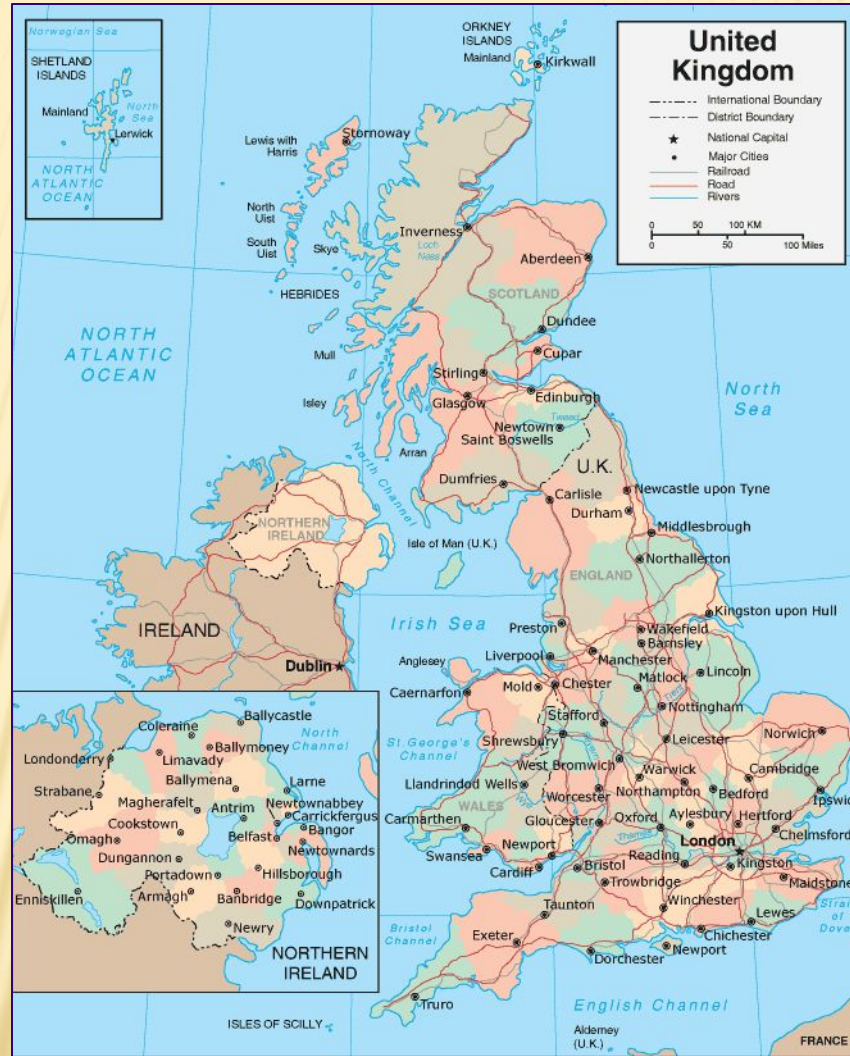 Norwegian Sea
SHETLAND
ISLANDS
Mainland
North
Sea
Lerwick
NORTH
ATLANTIC
OCEAN
ORKNEY
ISLANDS
Mainland
Kirkwall
United
Kingdom
International Boundary
District Boundary
National Capital
Major Cities
Railroad
Road
Rivers
0 50 100 KM
0 50 100 Miles
Lewis with
Harris
Stornoway
North
Uist
South
Uist
Skye
HEBRIDES
Inverness
Loch
Ness
Aberdeen
SCOTLAND
NORTH
ATLANTIC
OCEAN
Dundee
Cupar
Mull
Stirling
Glasgow
Edinburgh
North
Sea
Isley
Arran
Newtown
Saint Boswells
Tweed
U.K.
North Channel
Dumfries
Carlisle
Newcastle upon Tyne
Durham
NORTHERN
IRELAND
Isle of Man (U.K.)
Middlesbrough
Northallerton
ENGLAND
IRELAND
Irish Sea
Kingston upon Hull
Preston
Wakefield
Barnsley
Dublin
Anglesey
Liverpool
Manchester
Lincoln
Caernarfon
Mold
Chester
Matlock
Trent
Nottingham
Stafford
St. George's
Channel
Shrewsbury
Severn
Leicester
Norwich
West Bromwich
Llandrindod Wells
Warwick
Cambridge
WALES
Worcester
Northampton
Bedford
Ipswi
Carmarthen
Gloucester
Oxford
Aylesbury
Hertford
Chelmsford
Thames
London
Swansea
Newport
Cardiff
Bristol
Reading
Kingston
Trowbridge
Maidstone
Bristol
Channel
Taunton
Winchester
Lewes
Strai
of
Dove
Exeter
Chichester
Dorchester
Newport
Truro
English Channel
ISLES OF SCILLY
Alderney
(U.K.)
FRANCE
Ballycastle
Coleraine
North
Channel
Londonderry
Ballymoney
Limavady
Strabane
Ballymena
Larne
Magherafelt
Antrim
Newtownabbey
Carrickfergus
Cookstown
Bangor
Omagh
Belfast
Newtownards
Dungannon
Portadown
Hillsborough
Enniskillen
Armagh
Banbridge
Downpatrick
Newry
NORTHERN
IRELAND